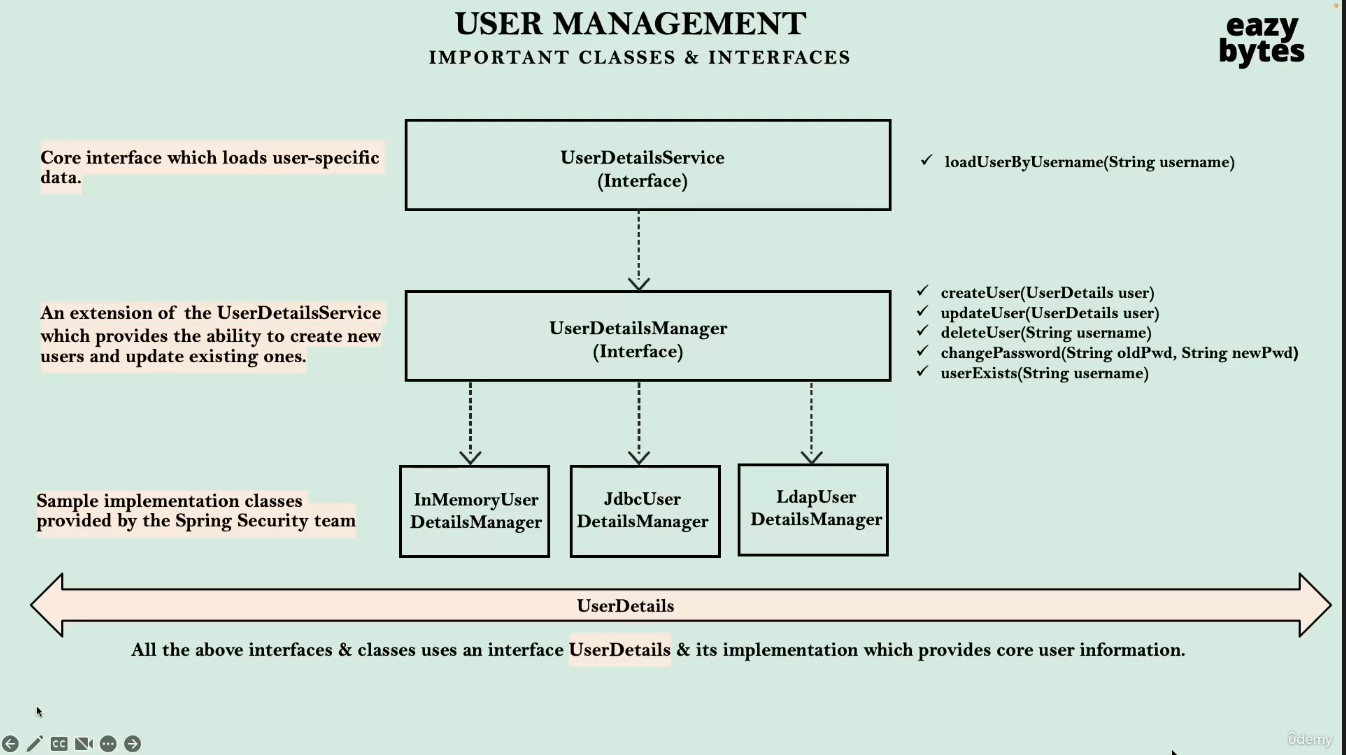 USER MANAGEMENT
IMPORTANT CLASSES & INTERFACES
eazy
bytes
Core interface which loads user-specific
data.
UserDetailsService
(Interface)
✓ loadUserByUsername(String username)
An extension of the UserDetailsService
which provides the ability to create new
users and update existing ones.
UserDetailsManager
(Interface)
✓ createUser(UserDetails user)
✓ updateUser(UserDetails user)
✓ deleteUser(String username)
✓ changePassword(String oldPwd, String newPwd)
✓ userExists(String username)
Sample implementation classes
provided by the Spring Security team
InMemoryUser
DetailsManager
JdbcUser
DetailsManager
LdapUser
DetailsManager
UserDetails
All the above interfaces & classes uses an interface UserDetails & its implementation which provides core user information.
CC
ûdemy